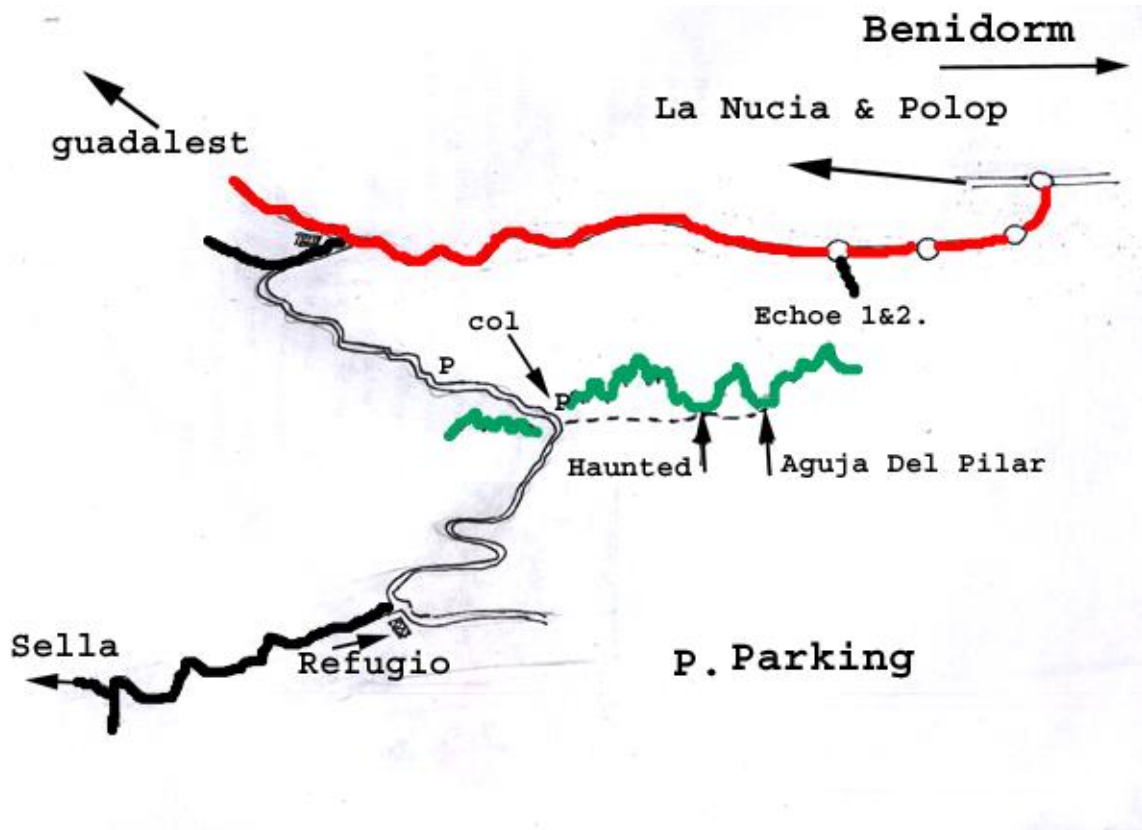 Benidorm
La Nucia & Polop
guadalest
Echoe 1&2.
col
P
P
Haunted
Aguja Del Pilar
Sella
Refugio
P. Parking